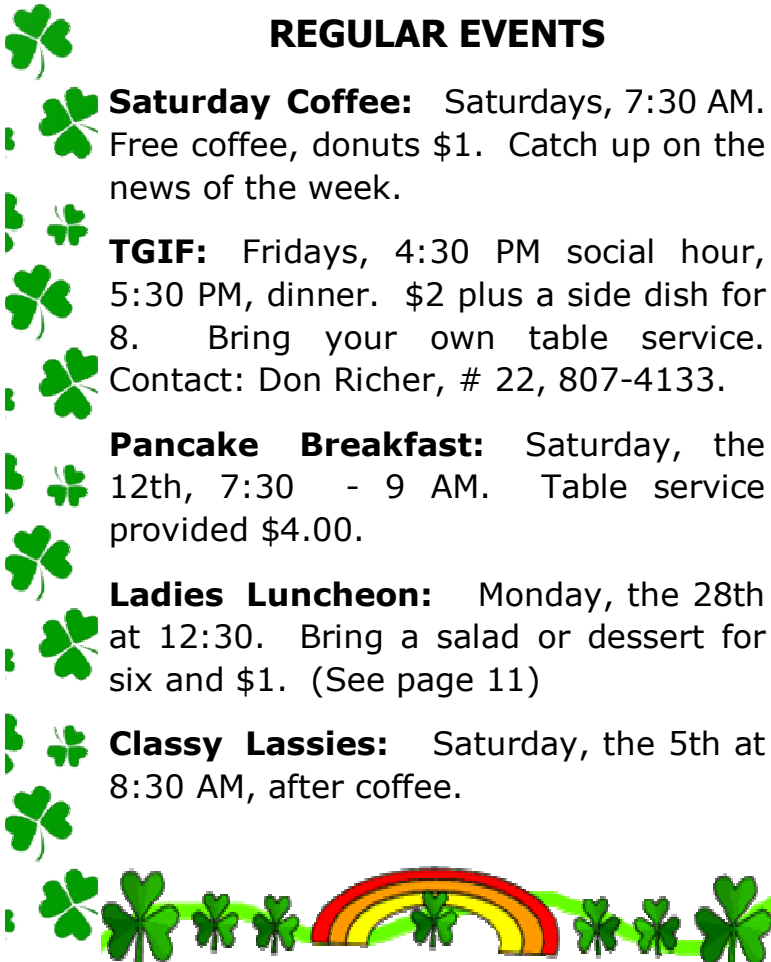 REGULAR EVENTS
Saturday Coffee: Saturdays, 7:30 AM.
Free coffee, donuts $1. Catch up on the
news of the week.
TGIF: Fridays, 4:30 PM social hour,
5:30 PM, dinner. $2 plus a side dish for
8. Bring your own table service.
Contact: Don Richer, # 22, 807-4133.
Pancake Breakfast: Saturday, the
12th, 7:30 - 9 AM. Table service
provided $4.00.
Ladies Luncheon: Monday, the 28th
at 12:30. Bring a salad or dessert for
six and $1. (See page 11)
Classy Lassies: Saturday, the 5th at
8:30 AM, after coffee.